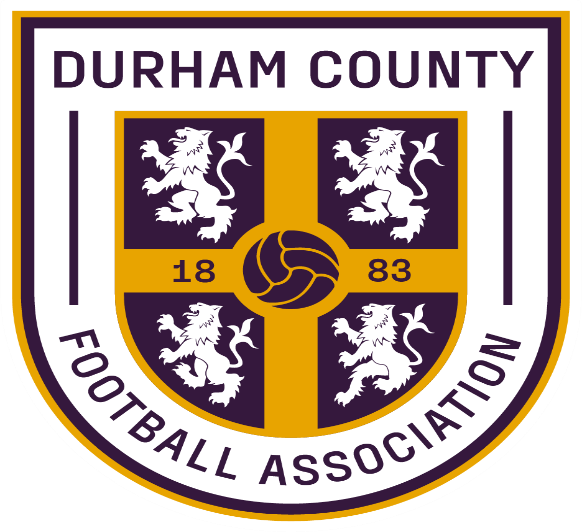 DURHAM COUNTY
18 83
FOOTBALL ASSOCIATION